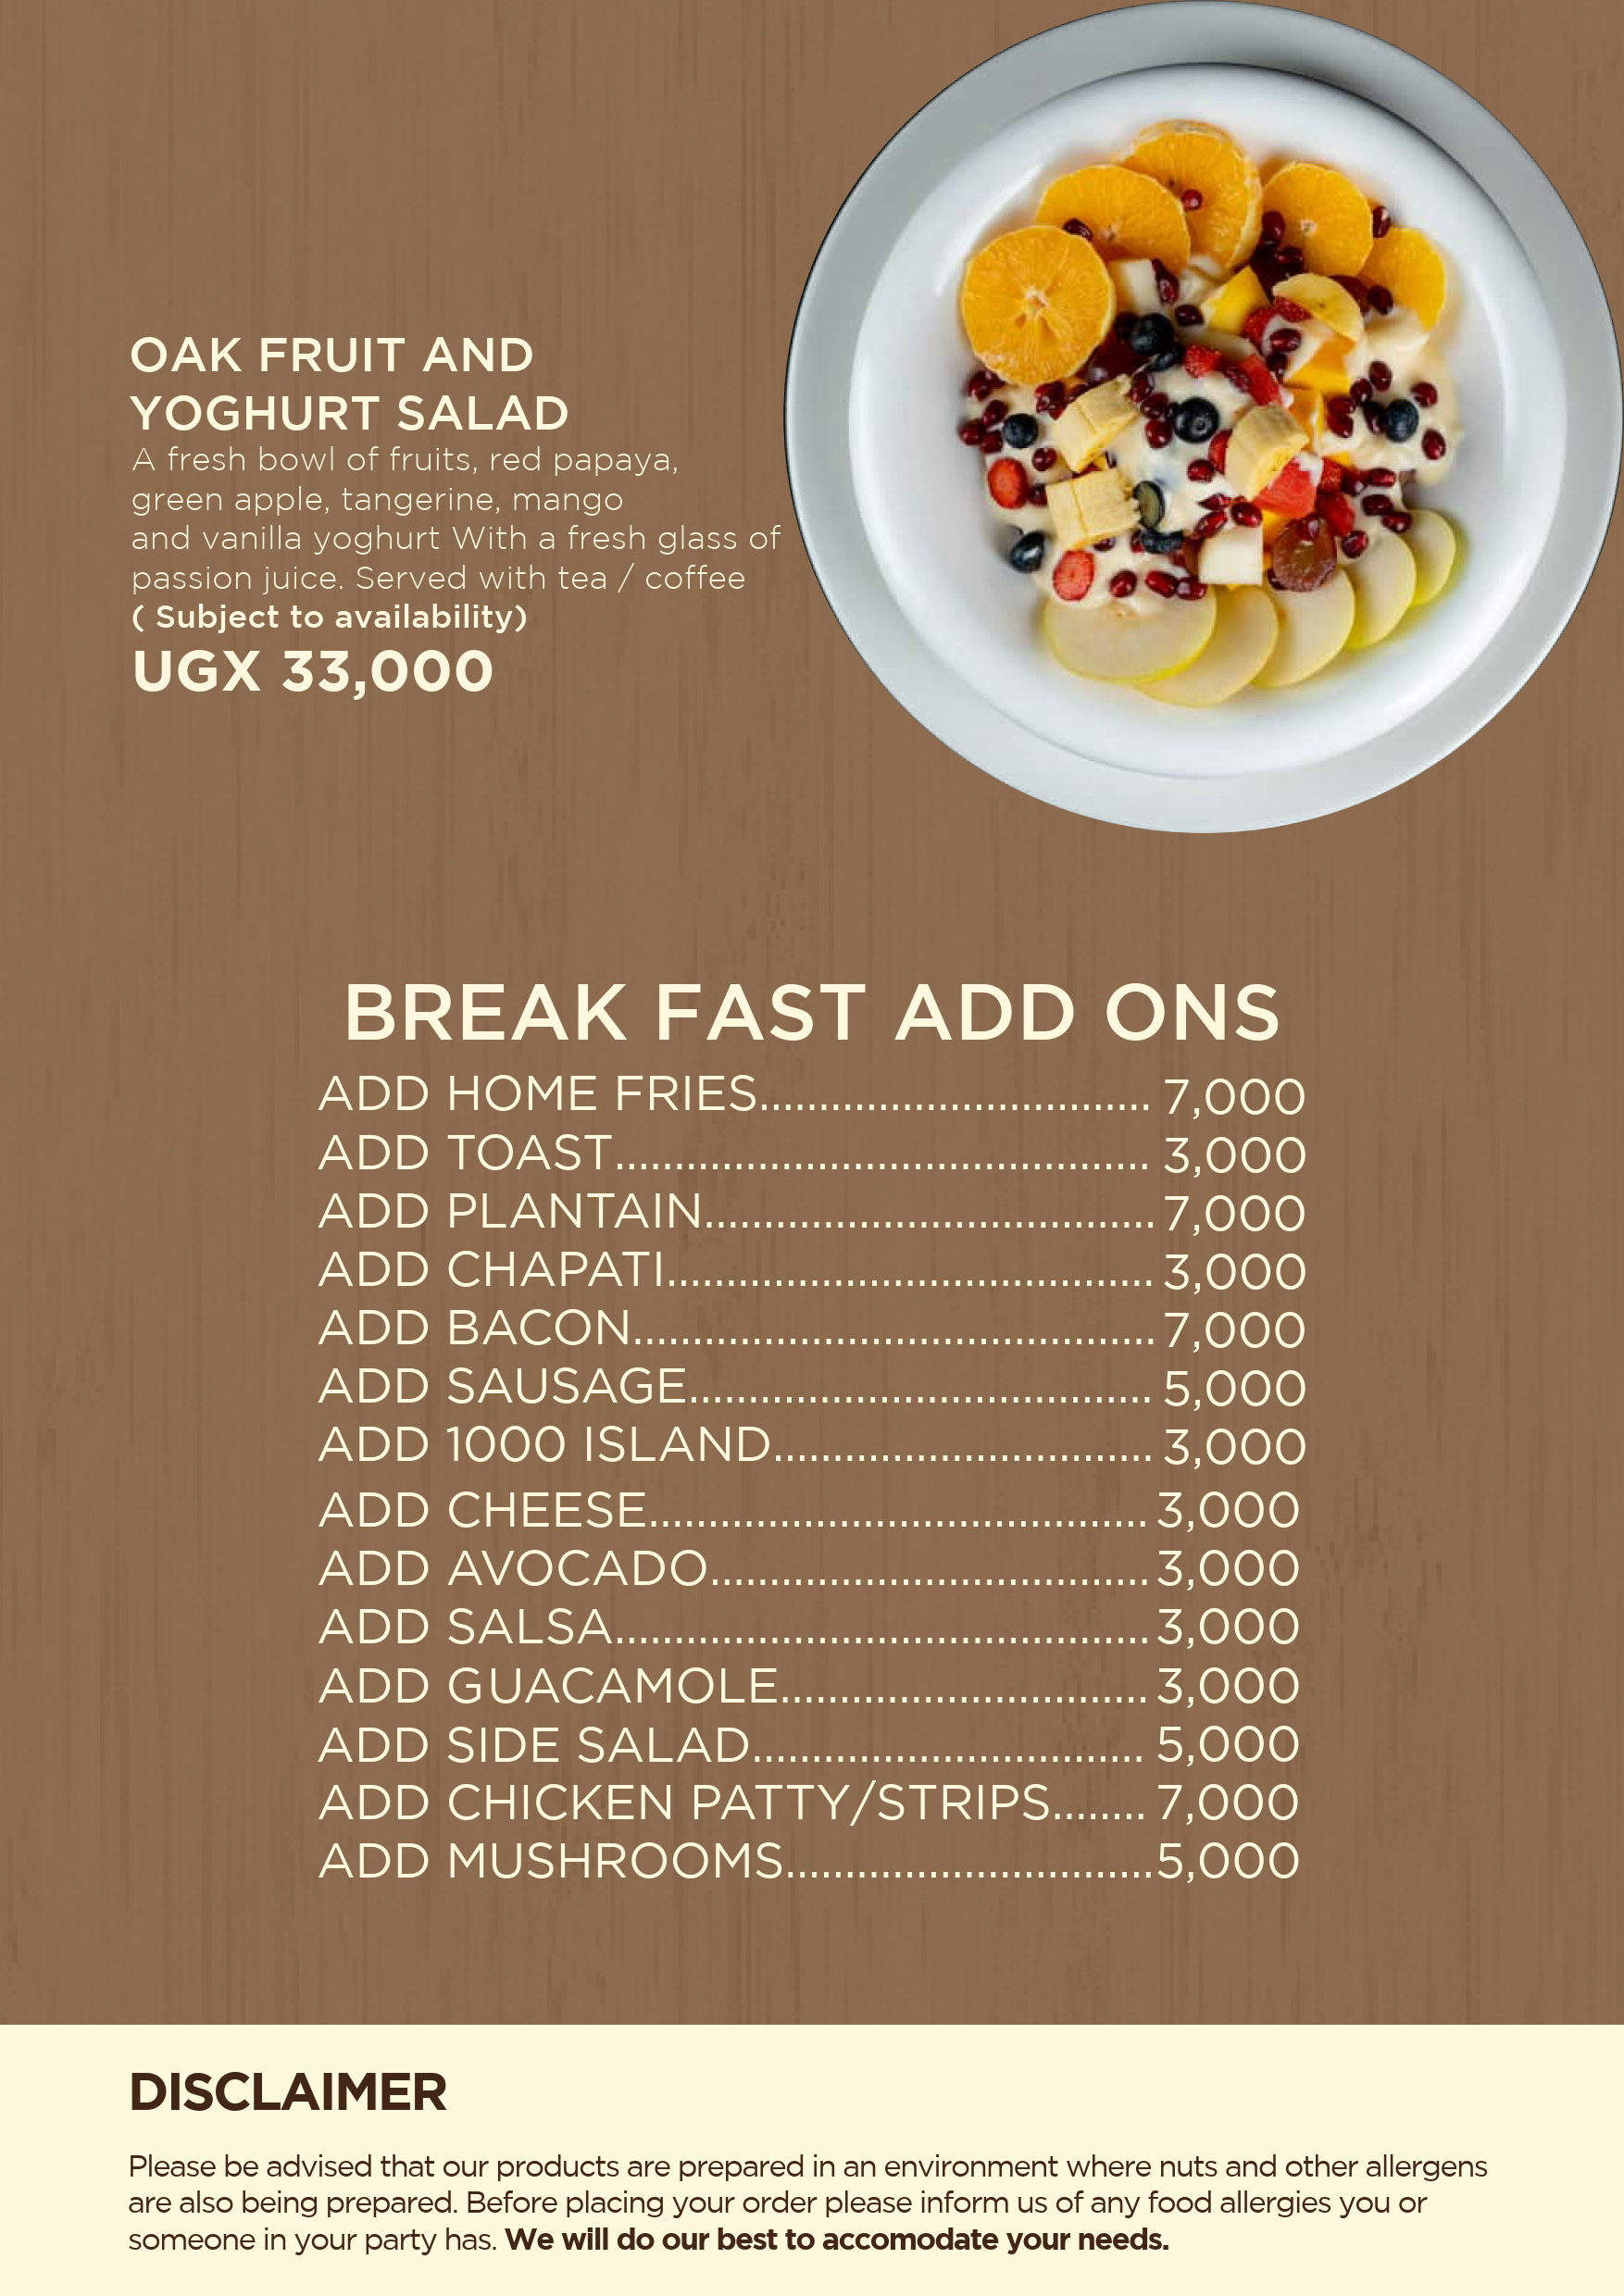 OAK FRUIT AND
YOGHURT SALAD
A fresh bowl of fruits, red papaya,
green apple, tangerine, mango
and vanilla yoghurt With a fresh glass of
passion juice. Served with tea / coffee
( Subject to availability)
UGX 33,000
BREAK FAST ADD ONS
ADD HOME FRIES................................. 7,000
ADD TOAST............................................. 3,000
ADD PLANTAIN......................................7,000
ADD CHAPATI......................................... 3,000
ADD BACON............................................7,000
ADD SAUSAGE....................................... 5,000
ADD 1000 ISLAND................................ 3,000
ADD CHEESE..........................................3,000
ADD AVOCADO.....................................3,000
ADD SALSA.............................................3,000
ADD GUACAMOLE...............................3,000
ADD SIDE SALAD................................. 5,000
ADD CHICKEN PATTY/STRIPS........ 7,000
ADD MUSHROOMS...............................5,000
DISCLAIMER
Please be advised that our products are prepared in an environment where nuts and other allergens
are also being prepared. Before placing your order please inform us of any food allergies you or
someone in your party has. We will do our best to accomodate your needs.